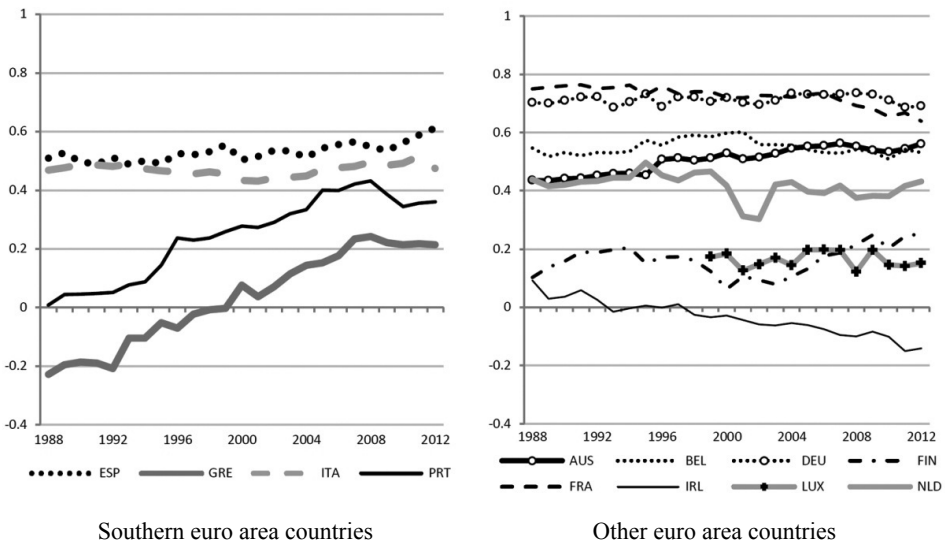 1
0.8
0.6
0.4
0.2
0
-0.2
-0.4
1988 1992 1996 2000 2004 2008 2012
ESP GRE ITA PRT
Southern euro area countries
1
0.8
0.6
0.4
0.2
0
-0.2
-0.4
1988 1992 1996 2000 2004 2008 2012
AUS BEL DEU FIN
FRA IRL LUX NLD
Other euro area countries